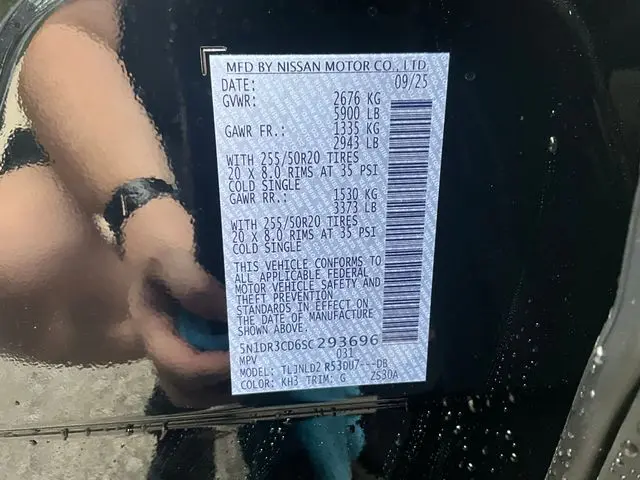 MFD BY NISSAN MOTOR CO., LTD
DATE: 09/25
GVWR: 2676 KG
5900 LB
GAWR FR.: 1335 KG
2943 LB
WITH 255/50R20 TIRES
20 X 8.0 RIMS AT 35 PSI
COLD SINGLE
GAWR RR.: 1530 KG
3373 LB
WITH 255/50R20 TIRES
20 X 8.0 RIMS AT 35 PSI
COLD SINGLE
THIS VEHICLE CONFORMS TO
ALL APPLICABLE FEDERAL
MOTOR VEHICLE SAFETY AND
THEFT PREVENTION
STANDARDS IN EFFECT ON
THE DATE OF MANUFACTURE
SHOWN ABOVE.
5N1DR3CD6SC293696
MPV 031
MODEL: TLJNLD2 R53DU7---DB
COLOR: KH3 TRIM: G ZS30A